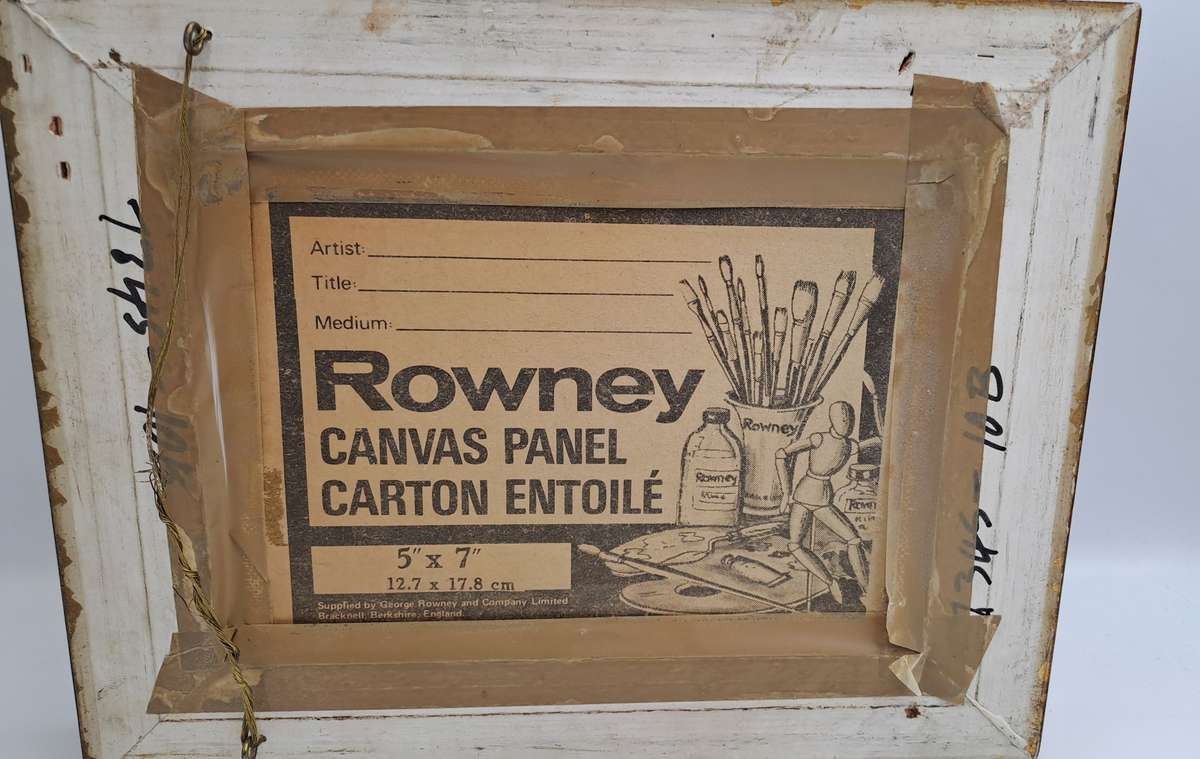 Artist:
Title:
Medium:
Rowney
CANVAS PANEL
CARTON ENTOILÉ
5" x 7"
12.7 x 17.8 cm
Supplied by George Rowney and Company Limited
Bracknell, Berkshire, England.
Rowney
Rowney
10B